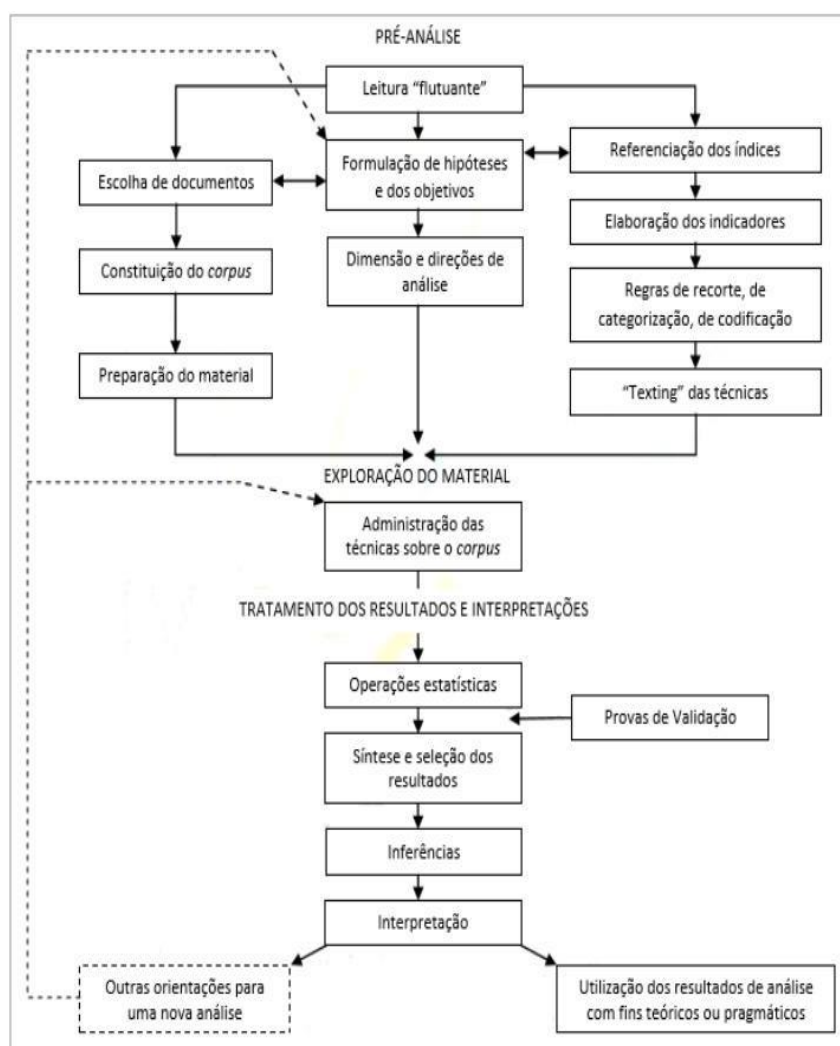 PRÉ-ANÁLISE
Leitura “flutuante”
Escolha de documentos
Formulação de hipóteses
e dos objetivos
Referenciação dos índices
Constituição do corpus
Dimensão e direções de
análise
Elaboração dos indicadores
Regras de recorte, de
categorização, de codificação
Preparação do material
“Texting” das técnicas
EXPLORAÇÃO DO MATERIAL
Administração das
técnicas sobre o corpus
TRATAMENTO DOS RESULTADOS E INTERPRETAÇÕES
Operações estatísticas
Provas de Validação
Síntese e seleção dos
resultados
Inferências
Interpretação
Outras orientações para
uma nova análise
Utilização dos resultados de análise
com fins teóricos ou pragmáticos